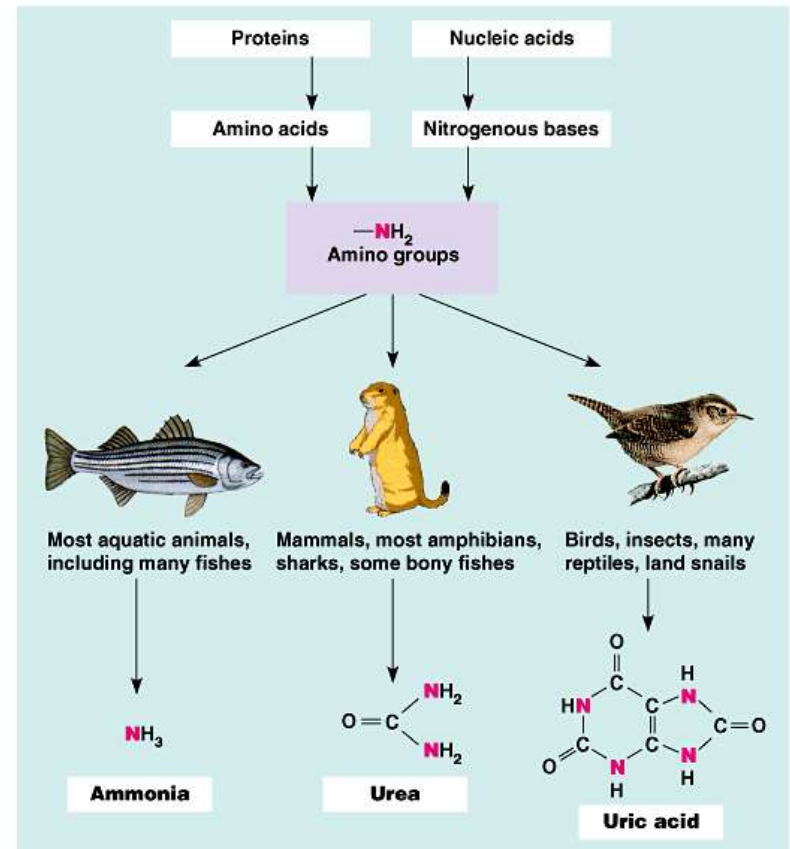 Proteins
Nucleic acids
Amino acids
Nitrogenous bases
—NH₂
Amino groups
Most aquatic animals,
including many fishes
Mammals, most amphibians,
sharks, some bony fishes
Birds, insects, many
reptiles, land snails
NH₃
Ammonia
NH₂
O=C
NH₂
Urea
O
C
H
HN
C
N
C=O
C
C
O
N
N
H
H
Uric acid